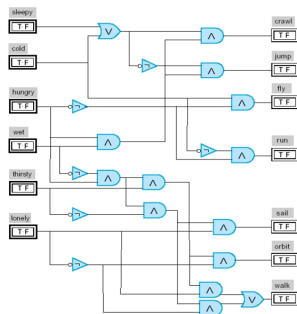 sleepy
T F
cold
T F
hungry
T F
wet
T F
thirsty
T F
lonely
T F
∨
¬
∧
∧
∧
¬
∧
¬
∧
¬
∧
∧
∧
¬
∧
¬
∧
∧
∧
∨
crawl
T F
jump
T F
fly
T F
run
T F
sail
T F
orbit
T F
walk
T F